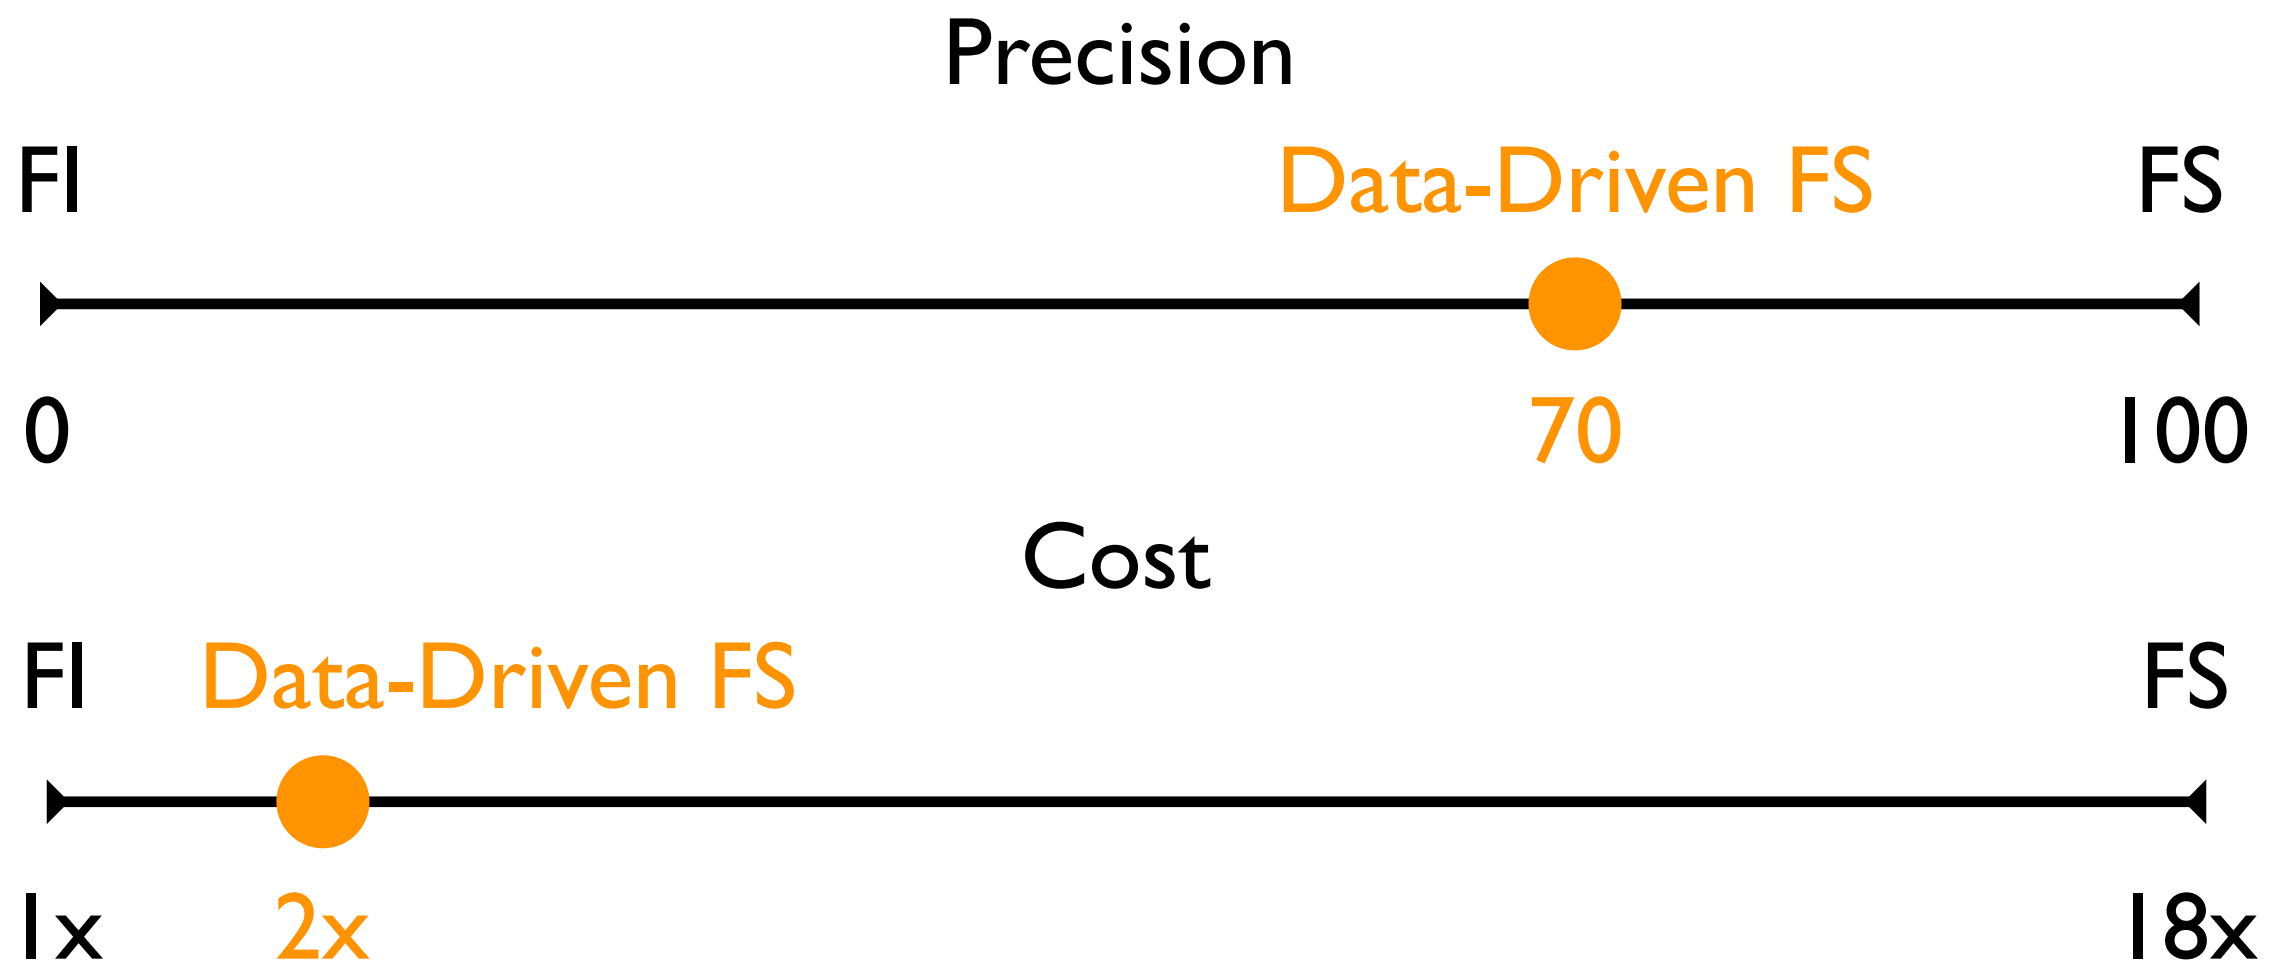 Precision
FI Data-Driven FS FS
0 70 100
Cost
FI Data-Driven FS FS
1x 2x 18x